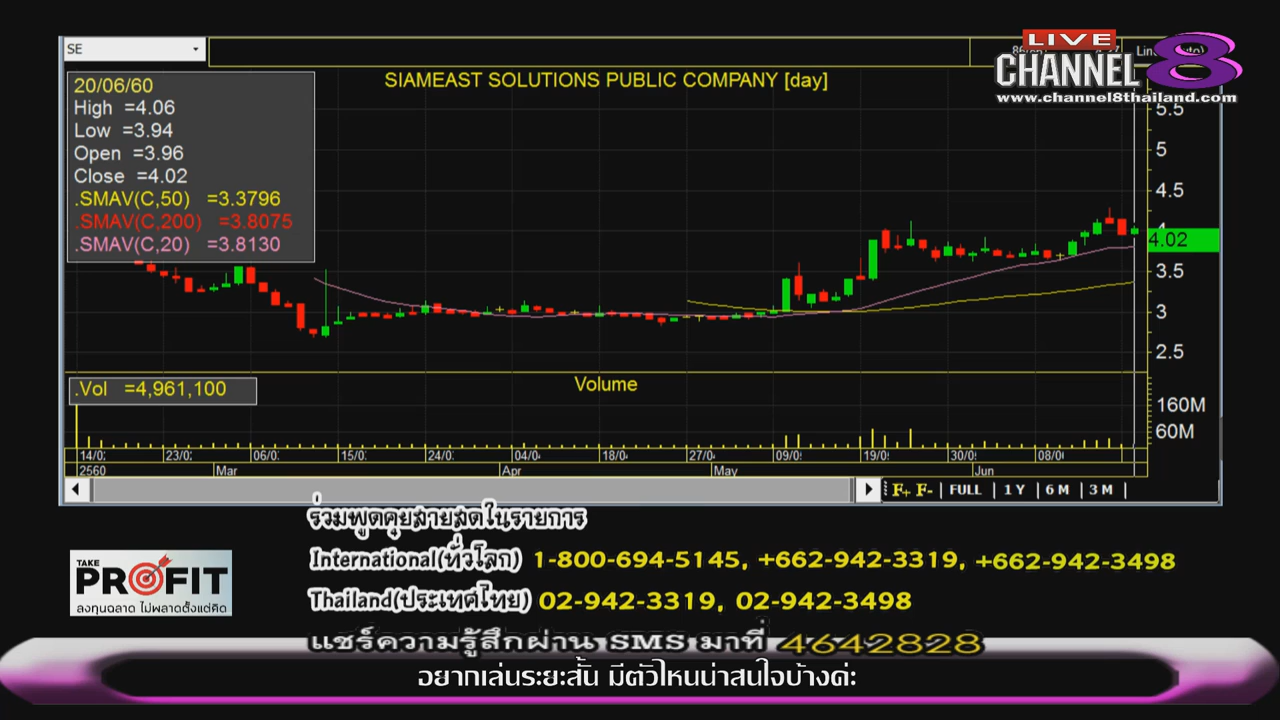 SE
LIVE
CHANNEL 8
www.channel8thailand.com
SIAMEAST SOLUTIONS PUBLIC COMPANY [day]
20/06/60
High =4.06
Low =3.94
Open =3.96
Close =4.02
.SMAV(C,50) =3.3796
.SMAV(C,200) =3.8075
.SMAV(C,20) =3.8130
5.5
5
4.5
4
4.02
3.5
3
2.5
.Vol =4,961,100
Volume
160M
60M
14/0 23/0 06/0 15/0 24/0 04/0 18/0 27/0 09/0 19/0 30/0 08/0
2560 Mar Apr May Jun
F+ F- FULL 1 Y 6 M 3 M
ร่วมพูดคุยสายสดในรายการ
International(ทั่วโลก) 1-800-694-5145, +662-942-3319, +662-942-3498
Thailand(ประเทศไทย) 02-942-3319, 02-942-3498
TAKE
PROFIT
ลงทุนฉลาด ไม่พลาดตั้งแต่คิด
แชร์ความรู้สึกผ่าน SMS มาที่ 4642828
อยากเล่นระยะสั้น มีตัวไหนน่าสนใจบ้างค่ะ